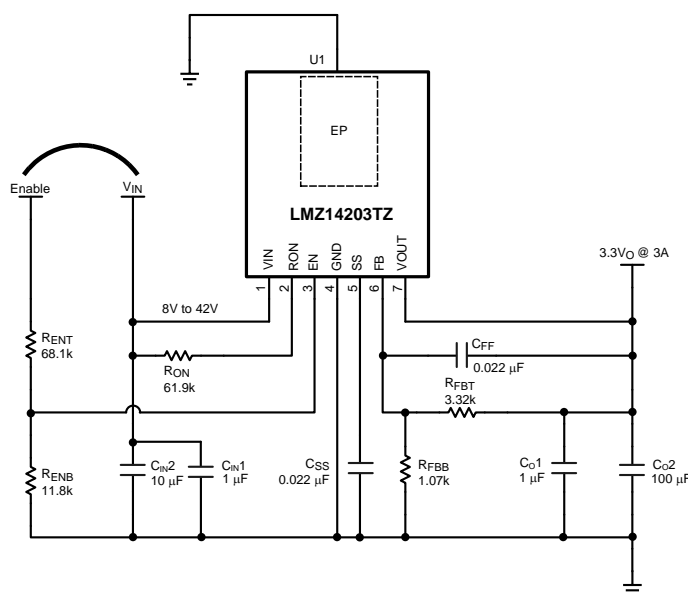 U1
EP
LMZ14203TZ
Enable
VIN
VIN
RON
EN
GND
SS
FB
VOUT
1
2
3
4
5
6
7
3.3VO @ 3A
8V to 42V
RENT
68.1k
RON
61.9k
CFF
0.022 μF
RFBT
3.32k
RENB
11.8k
CIN2
10 μF
CIN1
1 μF
CSS
0.022 μF
RFBB
1.07k
CO1
1 μF
CO2
100 μF